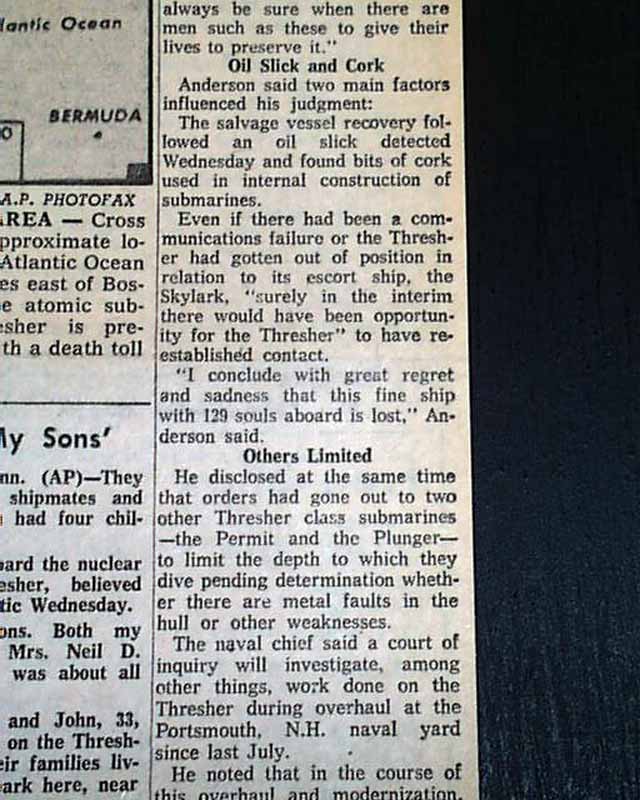 lantic Ocean
BERMUDA
A.P. PHOTOFAX
AREA — Cross
pproximate lo-
Atlantic Ocean
es east of Bos-
e atomic sub-
esher is pre-
th a death toll
My Sons'
nn. (AP)—They
shipmates and
had four chil-
oard the nuclear
esher, believed
tic Wednesday.
ons. Both my
Mrs. Neil D.
was about all
and John, 33,
on the Thresh-
eir families liv-
ark here, near
always be sure when there are
men such as these to give their
lives to preserve it."
Oil Slick and Cork
Anderson said two main factors
influenced his judgment:
The salvage vessel recovery fol-
lowed an oil slick detected
Wednesday and found bits of cork
used in internal construction of
submarines.
Even if there had been a com-
munications failure or the Thresh-
er had gotten out of position in
relation to its escort ship, the
Skylark, "surely in the interim
there would have been opportun-
ity for the Thresher" to have re-
established contact.
"I conclude with great regret
and sadness that this fine ship
with 129 souls aboard is lost," An-
derson said.
Others Limited
He disclosed at the same time
that orders had gone out to two
other Thresher class submarines
—the Permit and the Plunger—
to limit the depth to which they
dive pending determination wheth-
er there are metal faults in the
hull or other weaknesses.
The naval chief said a court of
inquiry will investigate, among
other things, work done on the
Thresher during overhaul at the
Portsmouth, N.H. naval yard
since last July.
He noted that in the course of
this overhaul and modernization,